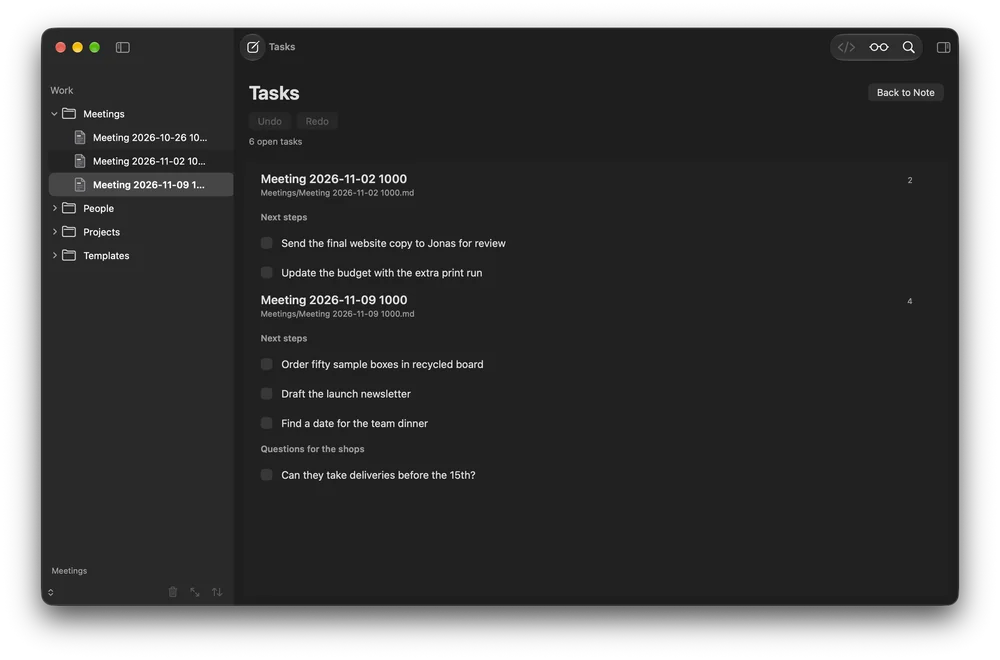 Tasks
Work
Meetings
Meeting 2026-10-26 10...
Meeting 2026-11-02 10...
Meeting 2026-11-09 1...
People
Projects
Templates
Meetings
Tasks
Back to Note
Undo Redo
6 open tasks
Meeting 2026-11-02 1000 2
Meetings/Meeting 2026-11-02 1000.md
Next steps
Send the final website copy to Jonas for review
Update the budget with the extra print run
Meeting 2026-11-09 1000 4
Meetings/Meeting 2026-11-09 1000.md
Next steps
Order fifty sample boxes in recycled board
Draft the launch newsletter
Find a date for the team dinner
Questions for the shops
Can they take deliveries before the 15th?